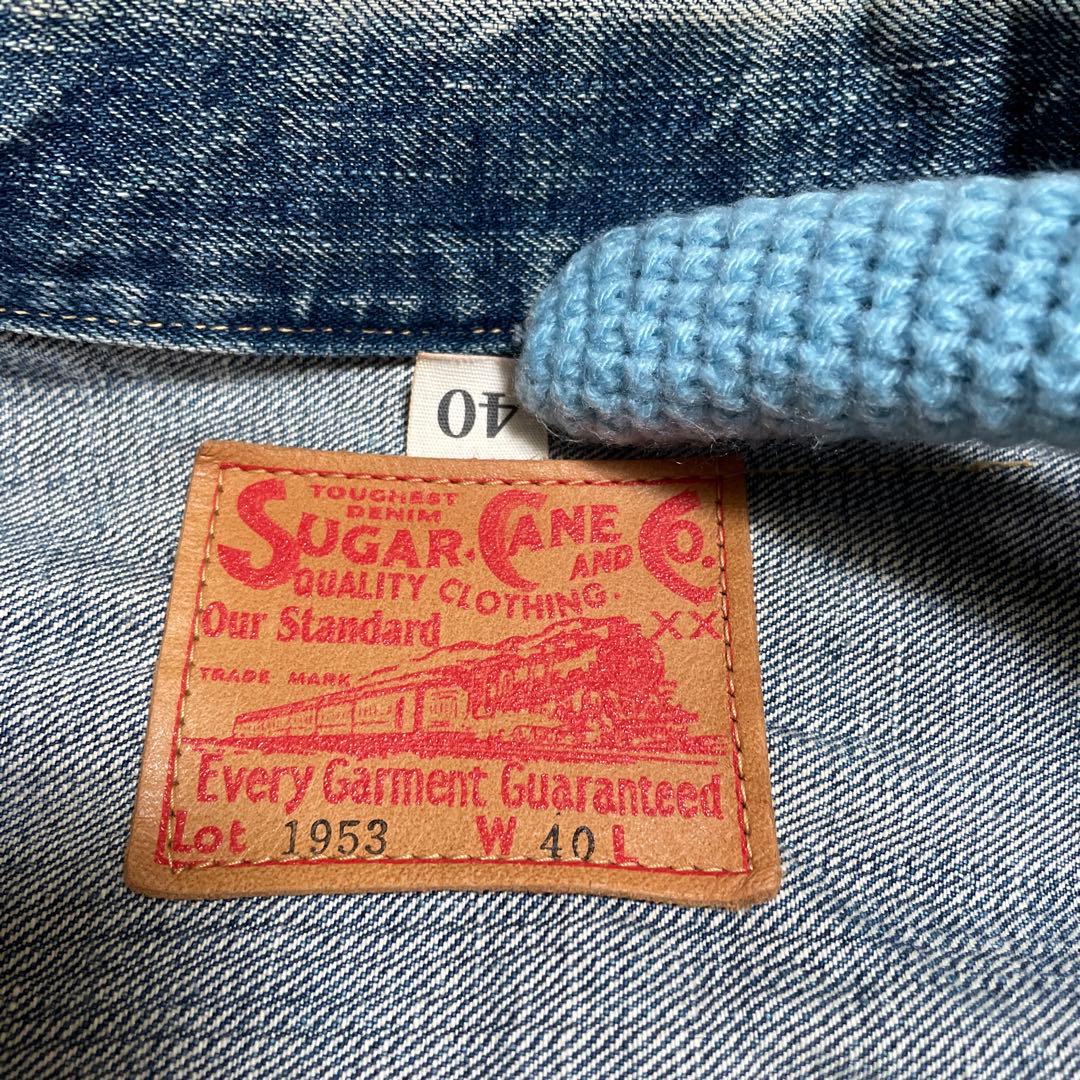 40
TOUGHEST
DENIM
SUGAR.CANE AND CO.
QUALITY CLOTHING.
Our Standard XX
TRADE MARK
Every Garment Guaranteed
Lot 1953 W 40 L